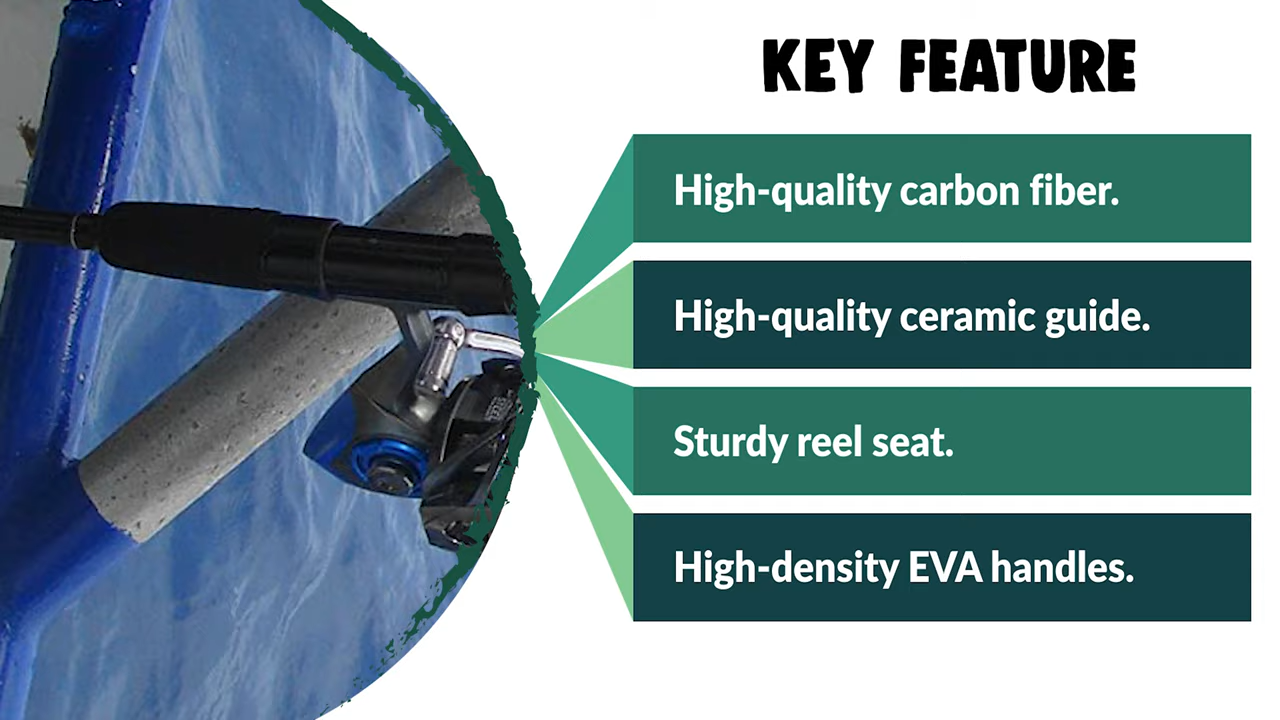 KEY FEATURE
High-quality carbon fiber.
High-quality ceramic guide.
Sturdy reel seat.
High-density EVA handles.